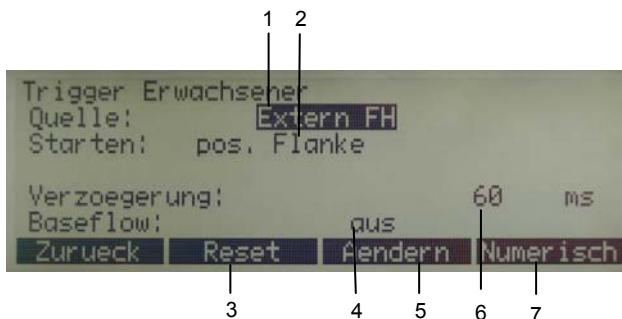 1 2
Trigger Erwachsener
Quelle: Extern FH
Starten: pos. Flanke
Verzoegerung: 60 ms
Baseflow: aus
Zurueck Reset Aendern Numerisch
3 4 5 6 7